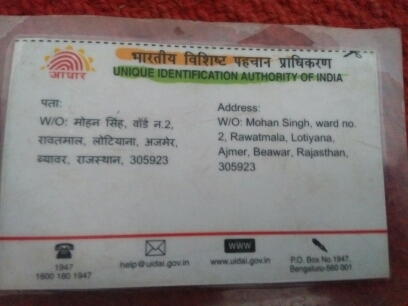 भारतीय विशिष्ट पहचान प्राधिकरण
UNIQUE IDENTIFICATION AUTHORITY OF INDIA
आधार
पता:
W/O: मोहन सिंह, वॉर्ड न.2,
रावतमाल, लोटियाना, अजमेर,
ब्यावर, राजस्थान, 305923
Address:
W/O: Mohan Singh, ward no.
2, Rawatmala, Lotiyana,
Ajmer, Beawar, Rajasthan,
305923
1947
1800 180 1947
help@uidai.gov.in
www
www.uidai.gov.in
P.O. Box No.1947,
Bengaluru-560 001